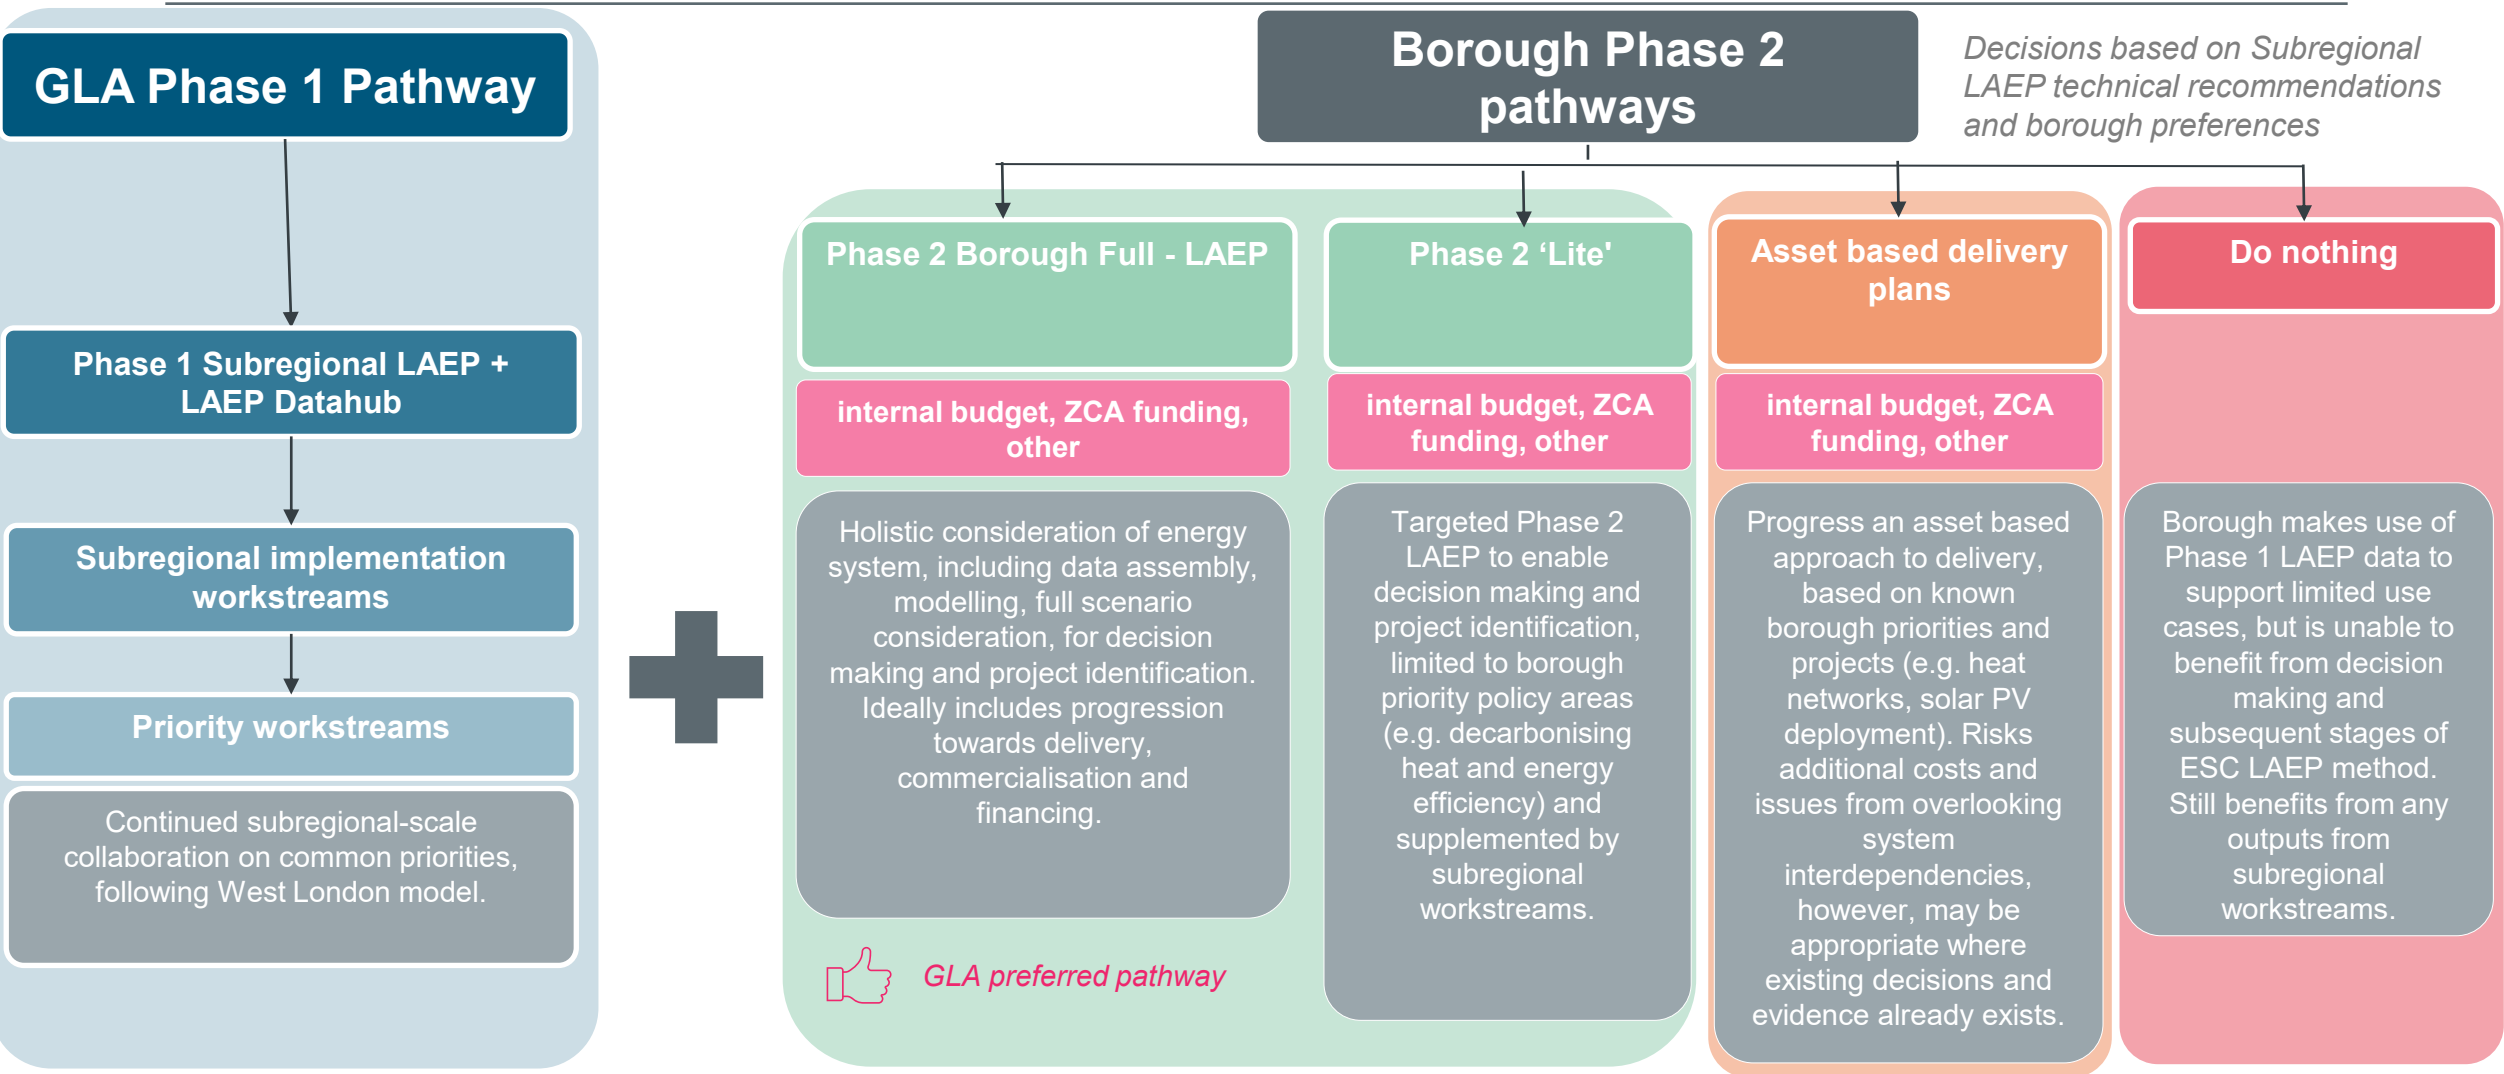 GLA Phase 1 Pathway
Phase 1 Subregional LAEP +
LAEP Datahub
Subregional implementation
workstreams
Priority workstreams
Continued subregional-scale
collaboration on common priorities,
following West London model.
Borough Phase 2
pathways
Decisions based on Subregional
LAEP technical recommendations
and borough preferences
Phase 2 Borough Full - LAEP
internal budget, ZCA funding,
other
Holistic consideration of energy
system, including data assembly,
modelling, full scenario
consideration, for decision
making and project identification.
Ideally includes progression
towards delivery,
commercialisation and
financing.
GLA preferred pathway
Phase 2 ‘Lite'
internal budget, ZCA
funding, other
Targeted Phase 2
LAEP to enable
decision making and
project identification,
limited to borough
priority policy areas
(e.g. decarbonising
heat and energy
efficiency) and
supplemented by
subregional
workstreams.
Asset based delivery
plans
internal budget, ZCA
funding, other
Progress an asset based
approach to delivery,
based on known
borough priorities and
projects (e.g. heat
networks, solar PV
deployment). Risks
additional costs and
issues from overlooking
system
interdependencies,
however, may be
appropriate where
existing decisions and
evidence already exists.
Do nothing
Borough makes use of
Phase 1 LAEP data to
support limited use
cases, but is unable to
benefit from decision
making and
subsequent stages of
ESC LAEP method.
Still benefits from any
outputs from
subregional
workstreams.